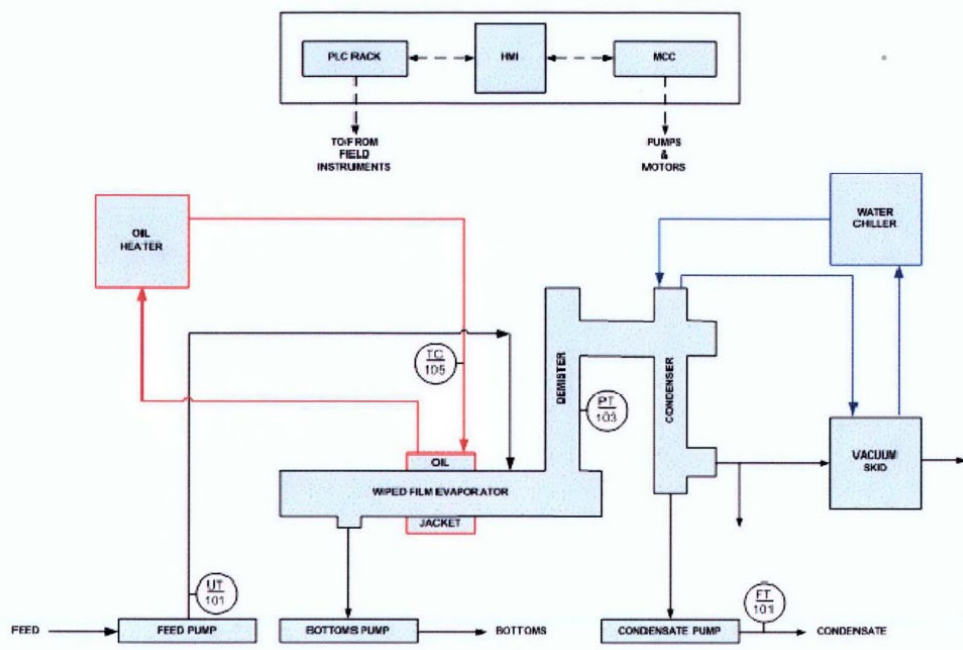 PLC RACK
HMI
MCC
TO/FROM
FIELD
INSTRUMENTS
PUMPS
&
MOTORS
OIL
HEATER
WATER
CHILLER
TC
105
DEMISTER
PT
103
CONDENSER
OIL
WIPED FILM EVAPORATOR
JACKET
VACUUM
SKID
UT
101
FT
101
FEED
FEED PUMP
BOTTOMS PUMP
BOTTOMS
CONDENSATE PUMP
CONDENSATE